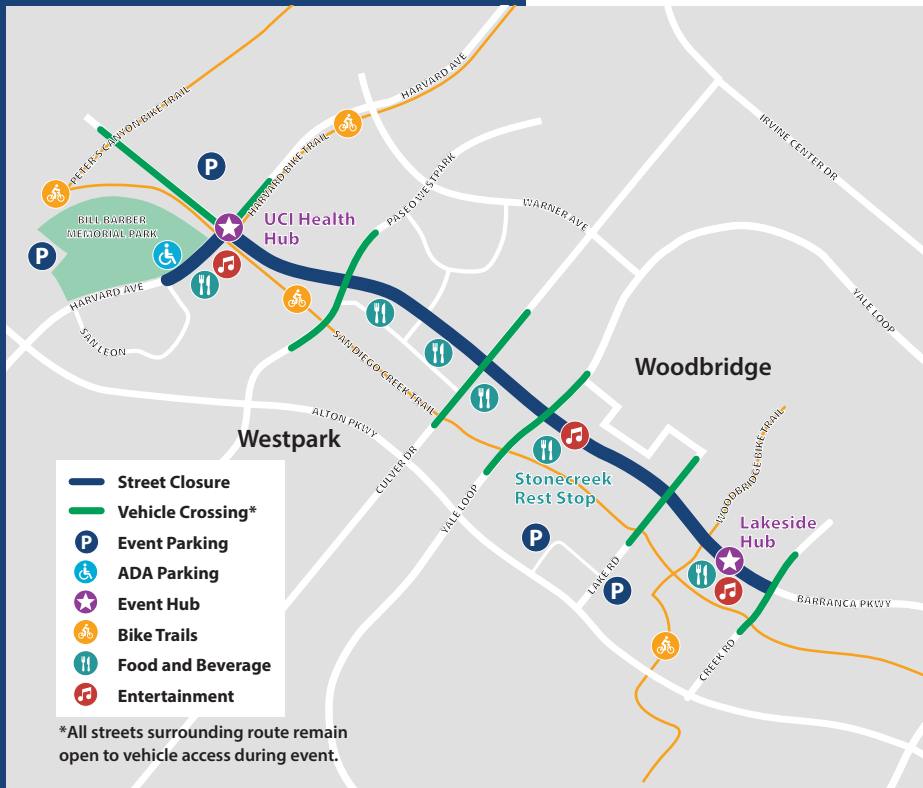 HARVARD AVE
PETER'S CANYON BIKE TRAIL
IRVINE CENTER DR
P
HARVARD BIKE TRAIL
PASEO WESTPARK
UCI Health
Hub
WARNER AVE
BILL BARBER
MEMORIAL PARK
P
HARVARD AVE
YALE LOOP
SAN LEON
SAN DIEGO CREEK TRAIL
Woodbridge
ALTON PKWY
Westpark
CULVER DR
WOODBRIDGE BIKE TRAIL
YALE LOOP
Stonecreek
Rest Stop
Lakeside
Hub
P
LAKE RD
P
BARRANCA PKWY
CREEK RD
Street Closure
Vehicle Crossing*
P Event Parking
ADA Parking
Event Hub
Bike Trails
Food and Beverage
Entertainment
*All streets surrounding route remain
open to vehicle access during event.